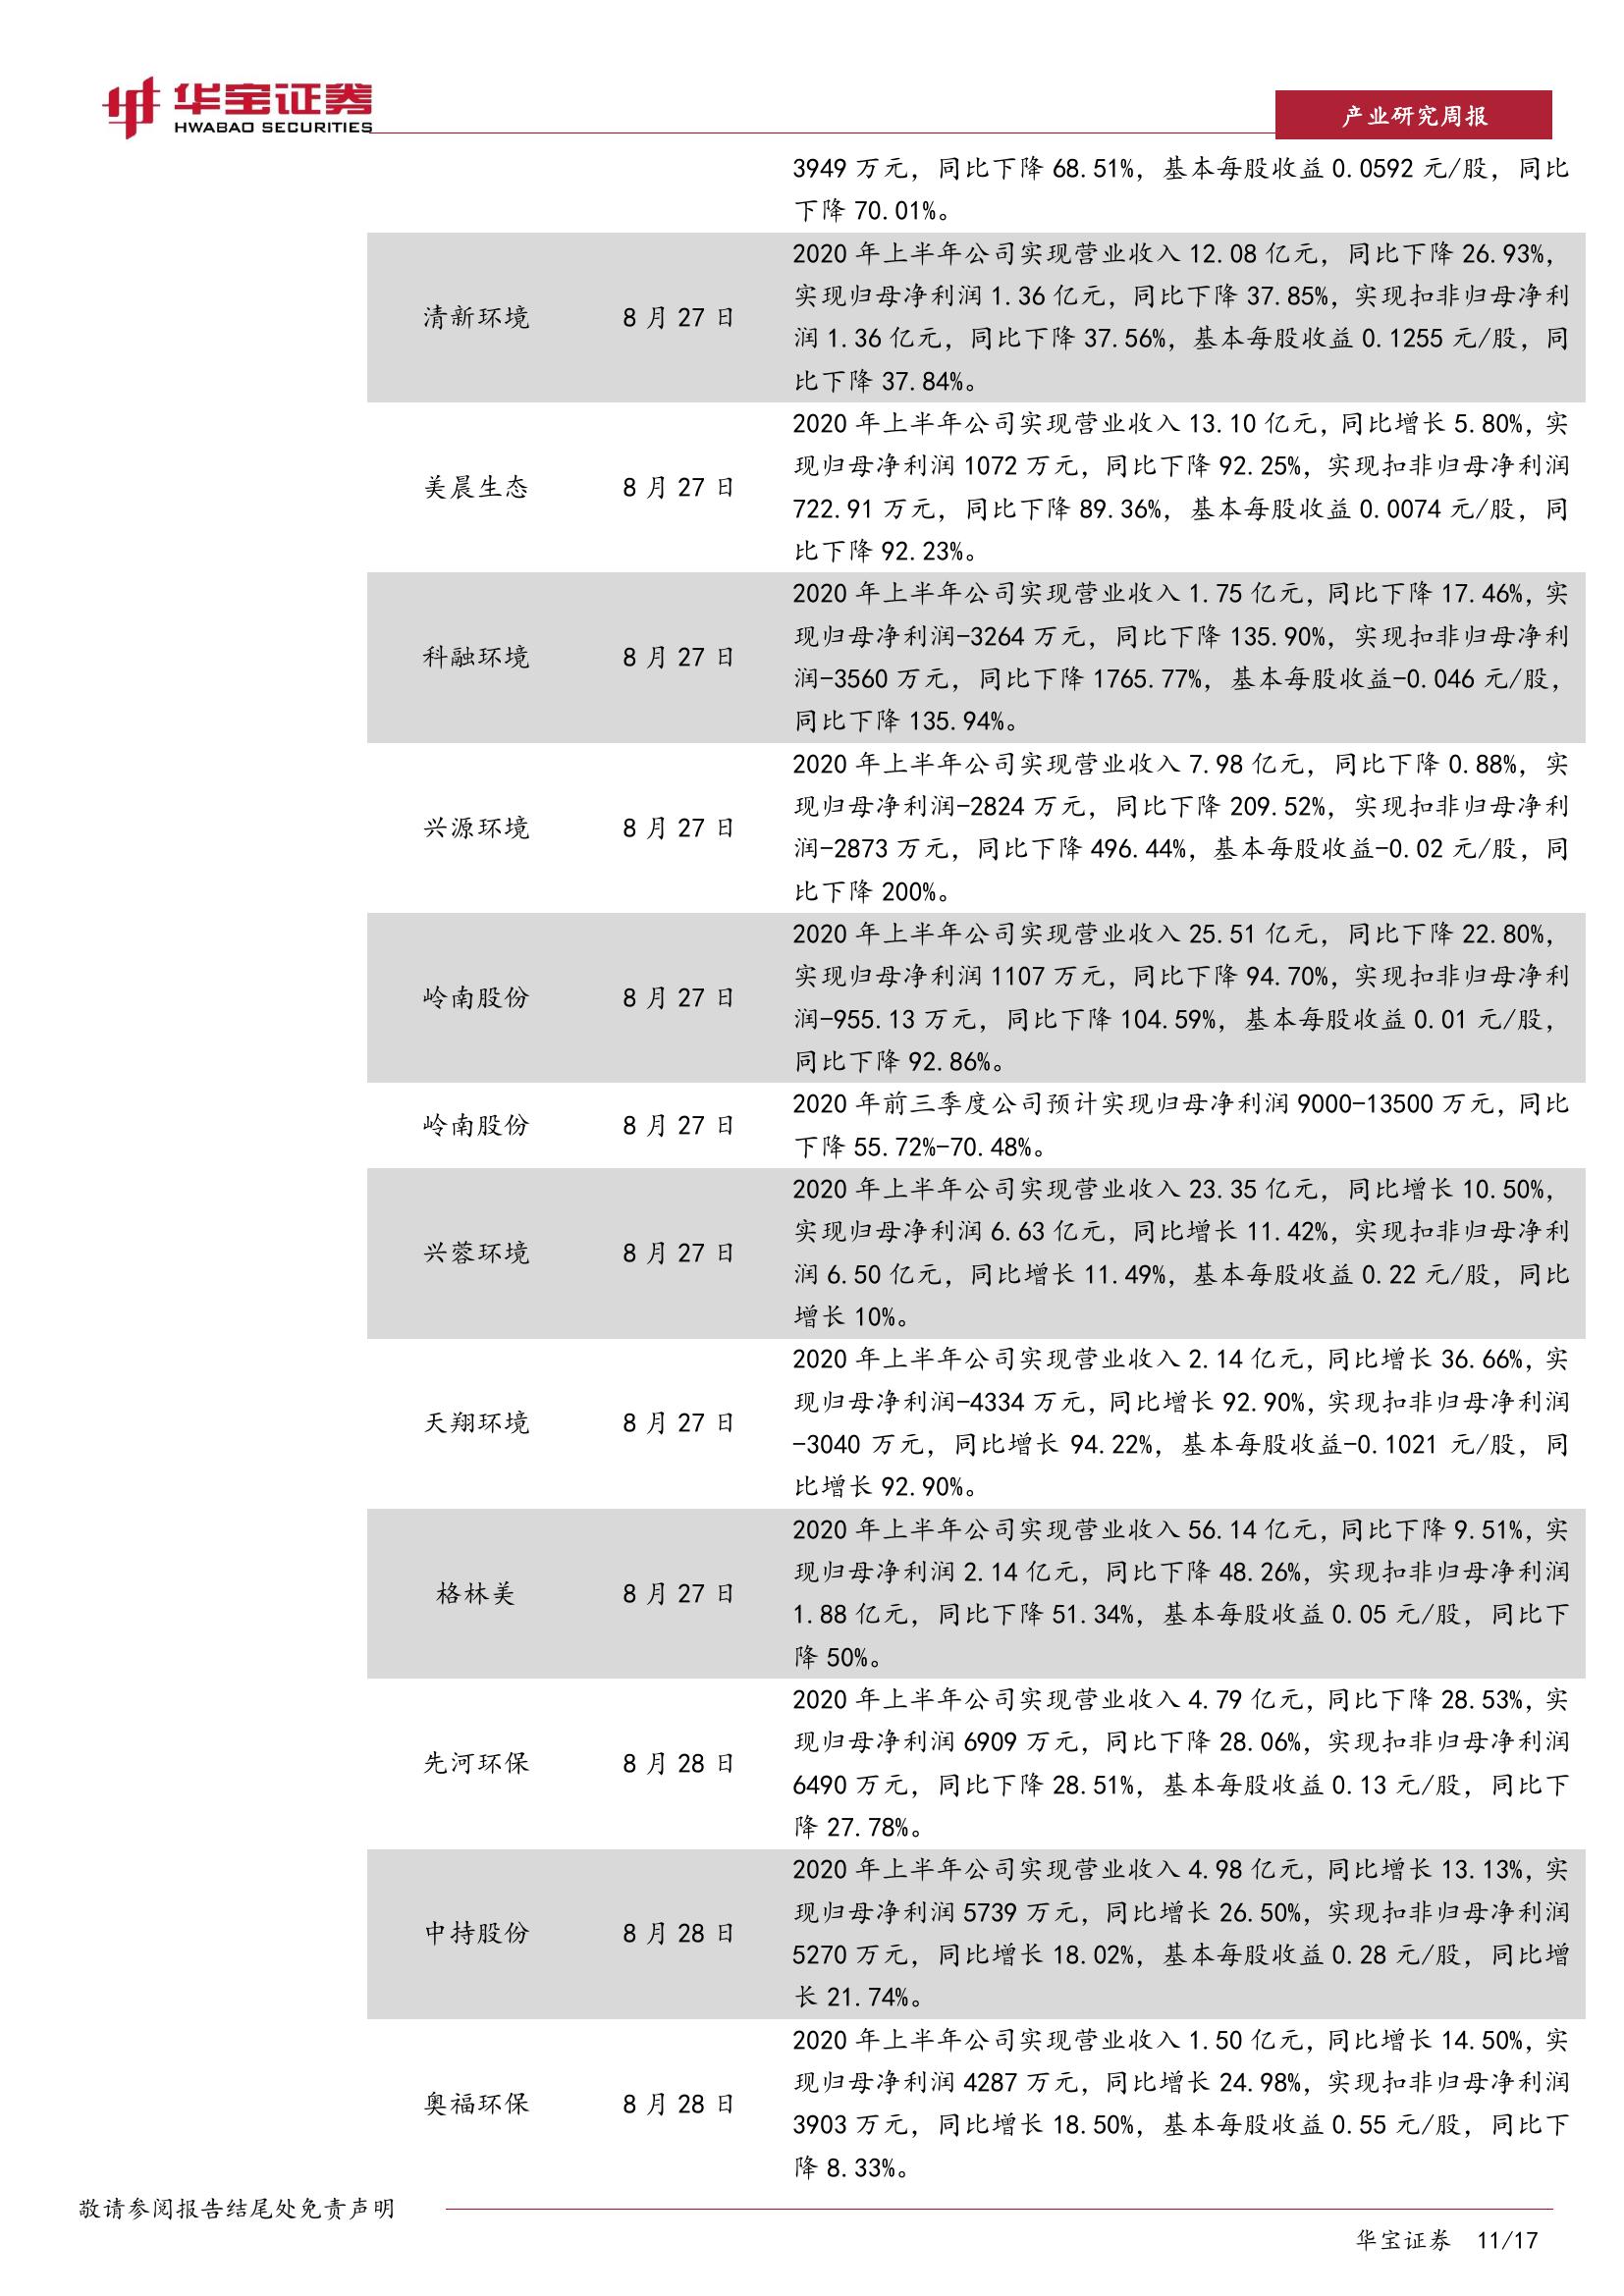 华宝证券
HWABAO SECURITIES
产业研究周报
3949 万元，同比下降 68.51%，基本每股收益 0.0592 元/股，同比
下降 70.01%。
清新环境
8 月 27 日
2020 年上半年公司实现营业收入 12.08 亿元，同比下降 26.93%，
实现归母净利润 1.36 亿元，同比下降 37.85%，实现扣非归母净利
润 1.36 亿元，同比下降 37.56%，基本每股收益 0.1255 元/股，同
比下降 37.84%。
美晨生态
8 月 27 日
2020 年上半年公司实现营业收入 13.10 亿元，同比增长 5.80%，实
现归母净利润 1072 万元，同比下降 92.25%，实现扣非归母净利润
722.91 万元，同比下降 89.36%，基本每股收益 0.0074 元/股，同
比下降 92.23%。
科融环境
8 月 27 日
2020 年上半年公司实现营业收入 1.75 亿元，同比下降 17.46%，实
现归母净利润-3264 万元，同比下降 135.90%，实现扣非归母净利
润-3560 万元，同比下降 1765.77%，基本每股收益-0.046 元/股，
同比下降 135.94%。
兴源环境
8 月 27 日
2020 年上半年公司实现营业收入 7.98 亿元，同比下降 0.88%，实
现归母净利润-2824 万元，同比下降 209.52%，实现扣非归母净利
润-2873 万元，同比下降 496.44%，基本每股收益-0.02 元/股，同
比下降 200%。
岭南股份
8 月 27 日
2020 年上半年公司实现营业收入 25.51 亿元，同比下降 22.80%，
实现归母净利润 1107 万元，同比下降 94.70%，实现扣非归母净利
润-955.13 万元，同比下降 104.59%，基本每股收益 0.01 元/股，
同比下降 92.86%。
岭南股份
8 月 27 日
2020 年前三季度公司预计实现归母净利润 9000-13500 万元，同比
下降 55.72%-70.48%。
兴蓉环境
8 月 27 日
2020 年上半年公司实现营业收入 23.35 亿元，同比增长 10.50%，
实现归母净利润 6.63 亿元，同比增长 11.42%，实现扣非归母净利
润 6.50 亿元，同比增长 11.49%，基本每股收益 0.22 元/股，同比
增长 10%。
天翔环境
8 月 27 日
2020 年上半年公司实现营业收入 2.14 亿元，同比增长 36.66%，实
现归母净利润-4334 万元，同比增长 92.90%，实现扣非归母净利润
-3040 万元，同比增长 94.22%，基本每股收益-0.1021 元/股，同
比增长 92.90%。
格林美
8 月 27 日
2020 年上半年公司实现营业收入 56.14 亿元，同比下降 9.51%，实
现归母净利润 2.14 亿元，同比下降 48.26%，实现扣非归母净利润
1.88 亿元，同比下降 51.34%，基本每股收益 0.05 元/股，同比下
降 50%。
先河环保
8 月 28 日
2020 年上半年公司实现营业收入 4.79 亿元，同比下降 28.53%，实
现归母净利润 6909 万元，同比下降 28.06%，实现扣非归母净利润
6490 万元，同比下降 28.51%，基本每股收益 0.13 元/股，同比下
降 27.78%。
中持股份
8 月 28 日
2020 年上半年公司实现营业收入 4.98 亿元，同比增长 13.13%，实
现归母净利润 5739 万元，同比增长 26.50%，实现扣非归母净利润
5270 万元，同比增长 18.02%，基本每股收益 0.28 元/股，同比增
长 21.74%。
奥福环保
8 月 28 日
2020 年上半年公司实现营业收入 1.50 亿元，同比增长 14.50%，实
现归母净利润 4287 万元，同比增长 24.98%，实现扣非归母净利润
3903 万元，同比增长 18.50%，基本每股收益 0.55 元/股，同比下
降 8.33%。
敬请参阅报告结尾处免责声明
华宝证券 11/17